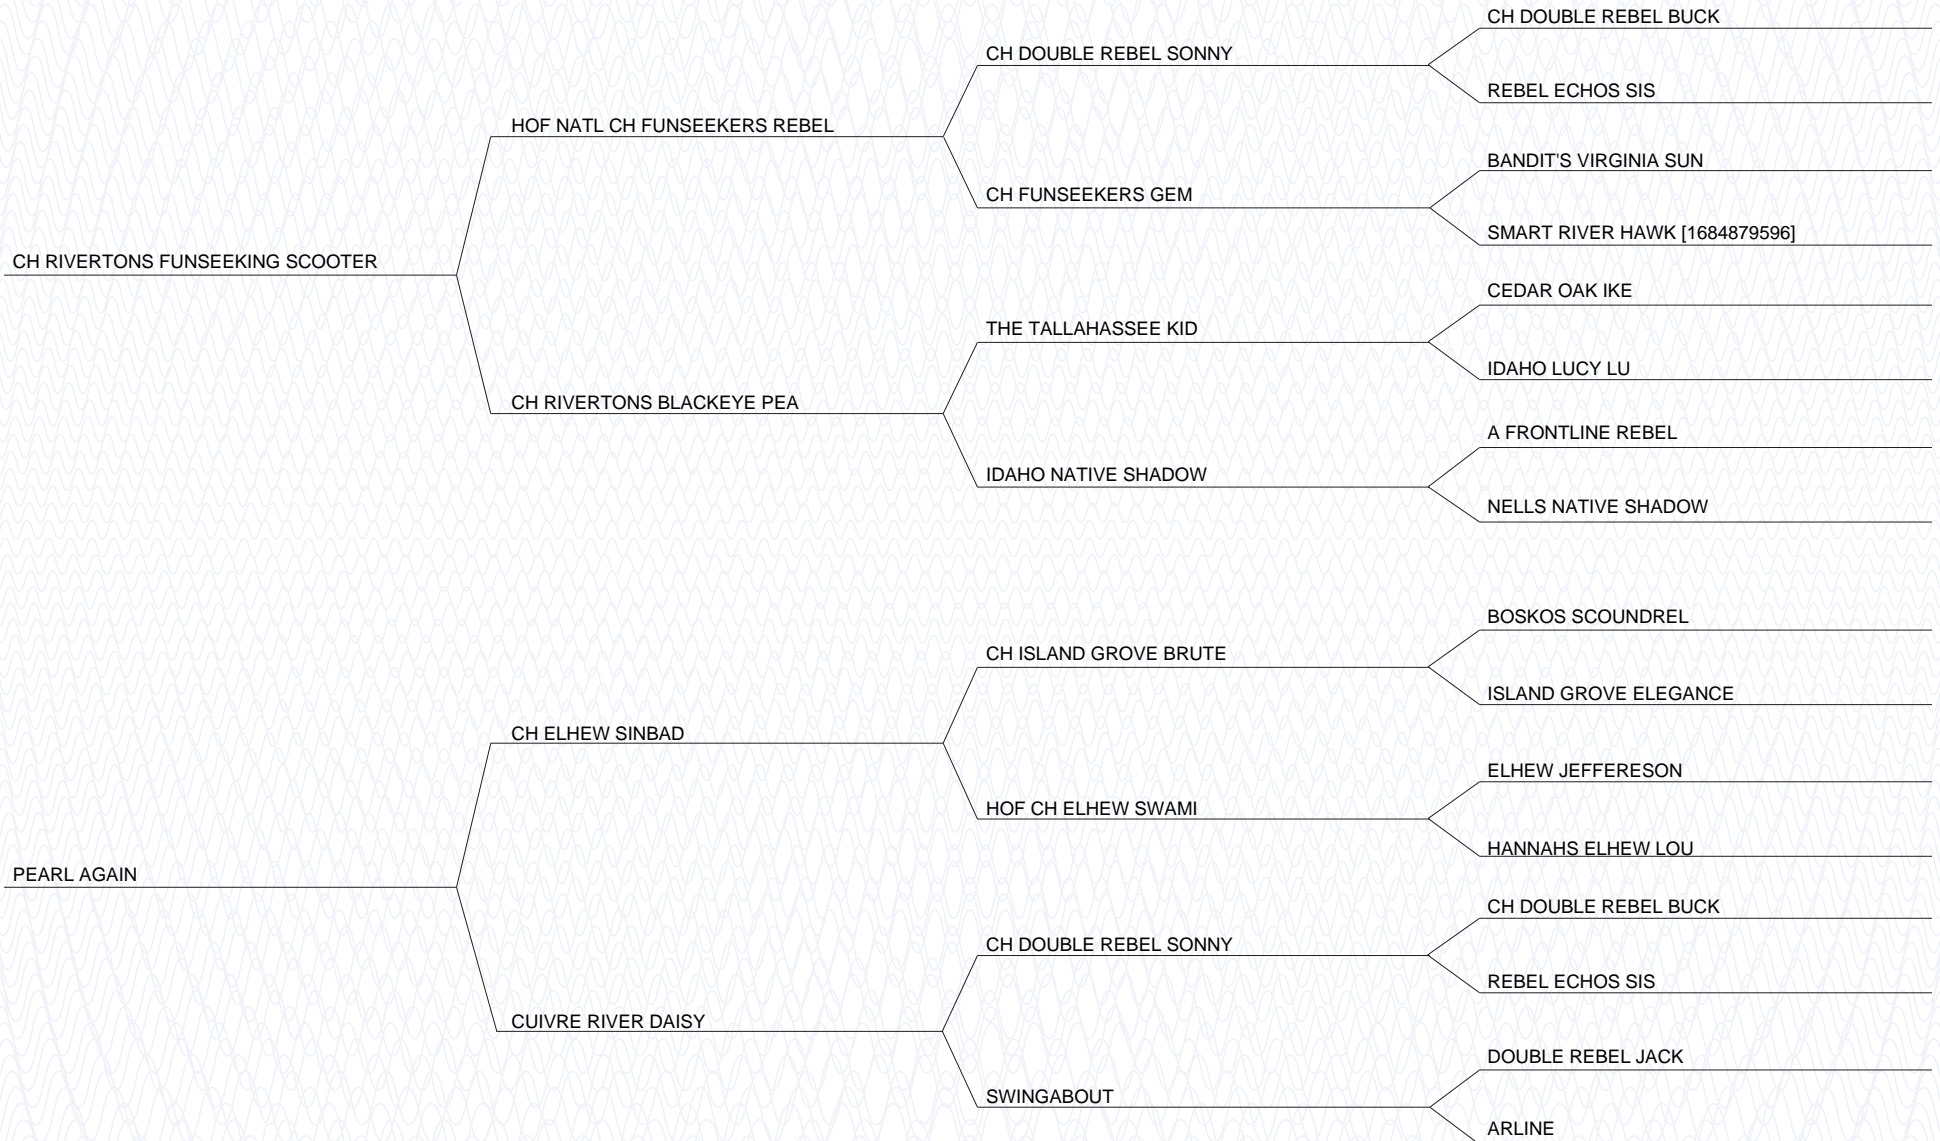 CH DOUBLE REBEL BUCK
CH DOUBLE REBEL SONNY
REBEL ECHOS SIS
HOF NATL CH FUNSEEKERS REBEL
BANDIT'S VIRGINIA SUN
CH FUNSEEKERS GEM
SMART RIVER HAWK [1684879596]
CH RIVERTONS FUNSEEKING SCOOTER
CEDAR OAK IKE
THE TALLAHASSEE KID
IDAHO LUCY LU
CH RIVERTONS BLACKEYE PEA
A FRONTLINE REBEL
IDAHO NATIVE SHADOW
NELLS NATIVE SHADOW
BOSKOS SCOUNDREL
CH ISLAND GROVE BRUTE
ISLAND GROVE ELEGANCE
CH ELHEW SINBAD
ELHEW JEFFERESON
HOF CH ELHEW SWAMI
HANNAHS ELHEW LOU
PEARL AGAIN
CH DOUBLE REBEL BUCK
CH DOUBLE REBEL SONNY
REBEL ECHOS SIS
CUIVRE RIVER DAISY
DOUBLE REBEL JACK
SWINGABOUT
ARLINE